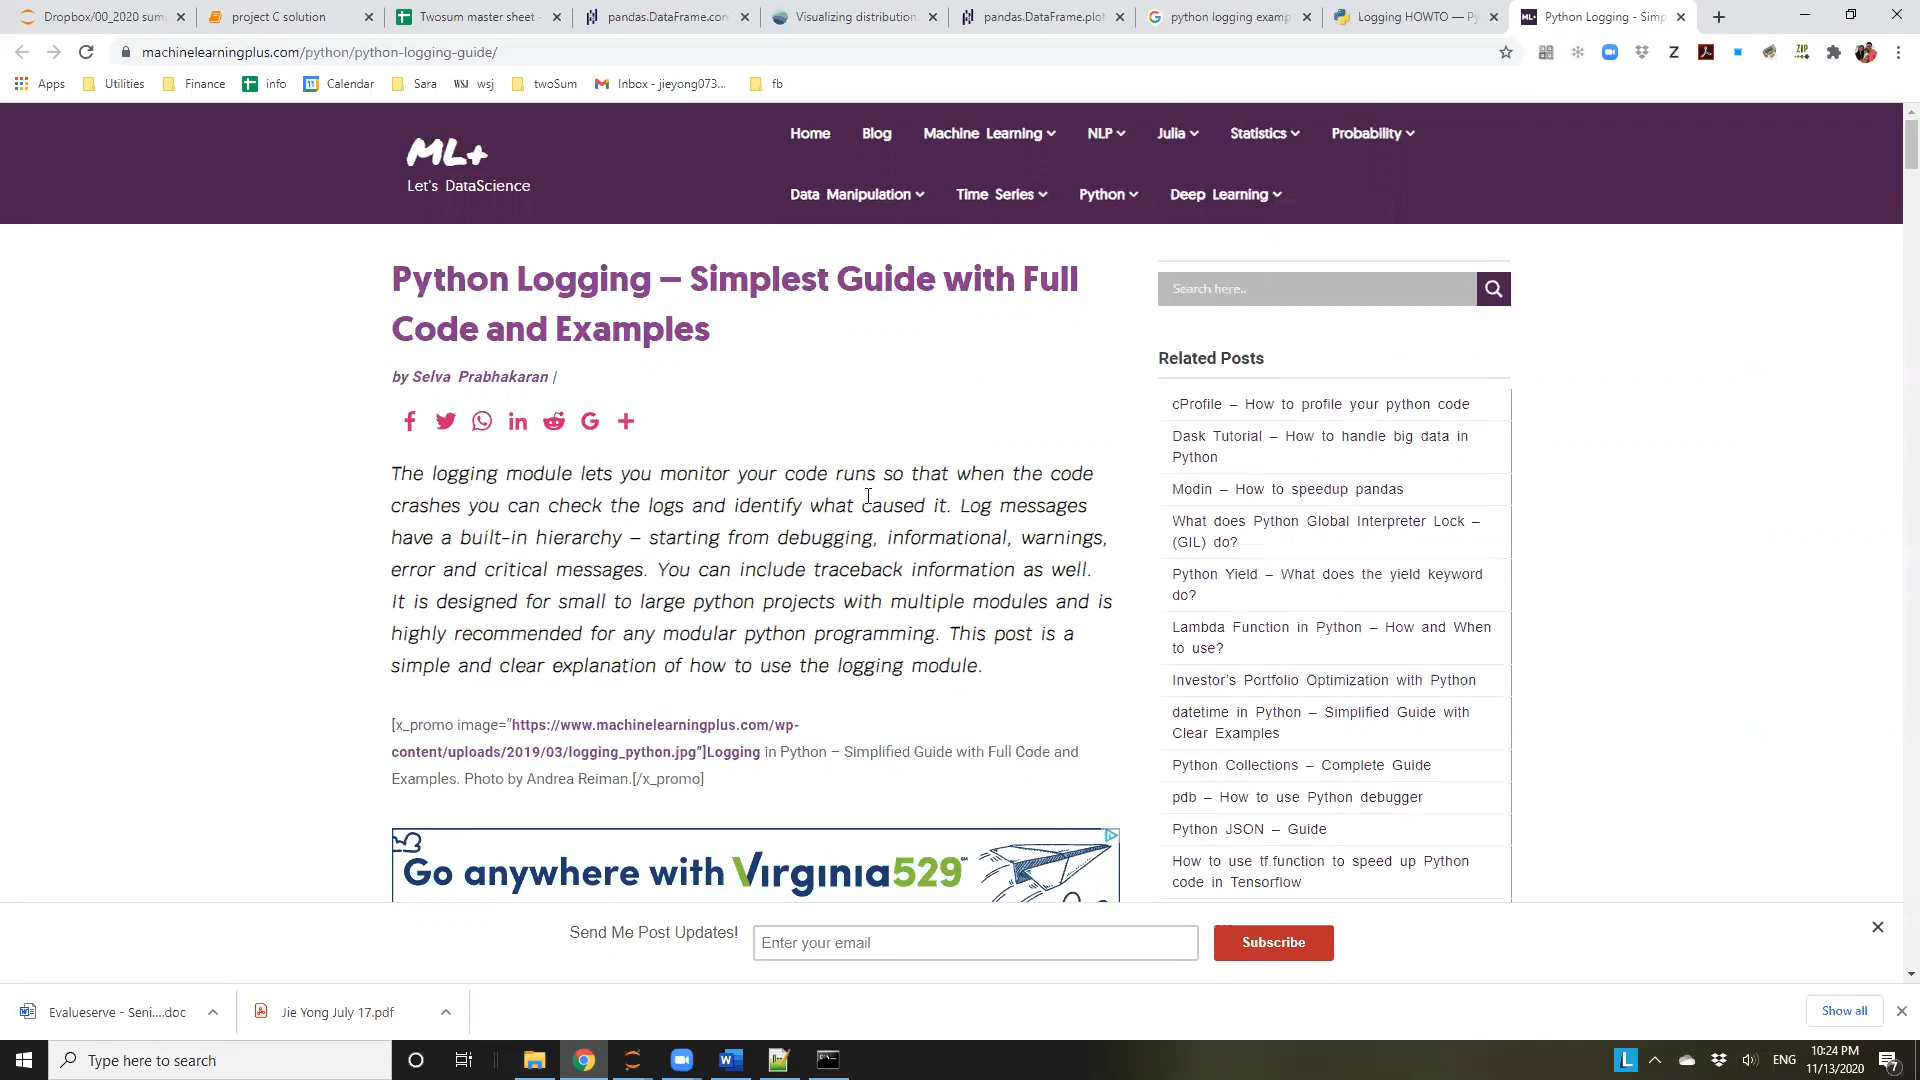 Dropbox/00_2020 sum
project C solution
Twosum master sheet -
pandas.DataFrame.con
Visualizing distribution
pandas.DataFrame.plot
python logging examp
Logging HOWTO — Py
Python Logging - Simp
machinelearningplus.com/python/python-logging-guide/
Apps
Utilities
Finance
info
Calendar
Sara
WSJ wsj
twoSum
Inbox - jieyong073...
fb
ML+
Let's DataScience
Home
Blog
Machine Learning
NLP
Julia
Statistics
Probability
Data Manipulation
Time Series
Python
Deep Learning
Python Logging – Simplest Guide with Full
Code and Examples
by Selva Prabhakaran |
The logging module lets you monitor your code runs so that when the code
crashes you can check the logs and identify what caused it. Log messages
have a built-in hierarchy – starting from debugging, informational, warnings,
error and critical messages. You can include traceback information as well.
It is designed for small to large python projects with multiple modules and is
highly recommended for any modular python programming. This post is a
simple and clear explanation of how to use the logging module.
[x_promo image="https://www.machinelearningplus.com/wp-
content/uploads/2019/03/logging_python.jpg"]Logging in Python – Simplified Guide with Full Code and
Examples. Photo by Andrea Reiman.[/x_promo]
Go anywhere with Virginia529
Search here..
Related Posts
cProfile – How to profile your python code
Dask Tutorial – How to handle big data in
Python
Modin – How to speedup pandas
What does Python Global Interpreter Lock –
(GIL) do?
Python Yield – What does the yield keyword
do?
Lambda Function in Python – How and When
to use?
Investor's Portfolio Optimization with Python
datetime in Python – Simplified Guide with
Clear Examples
Python Collections – Complete Guide
pdb – How to use Python debugger
Python JSON – Guide
How to use tf.function to speed up Python
code in Tensorflow
Send Me Post Updates!
Enter your email
Subscribe
Evalueserve - Seni....doc
Jie Yong July 17.pdf
Show all
Type here to search
ENG
10:24 PM
11/13/2020
7